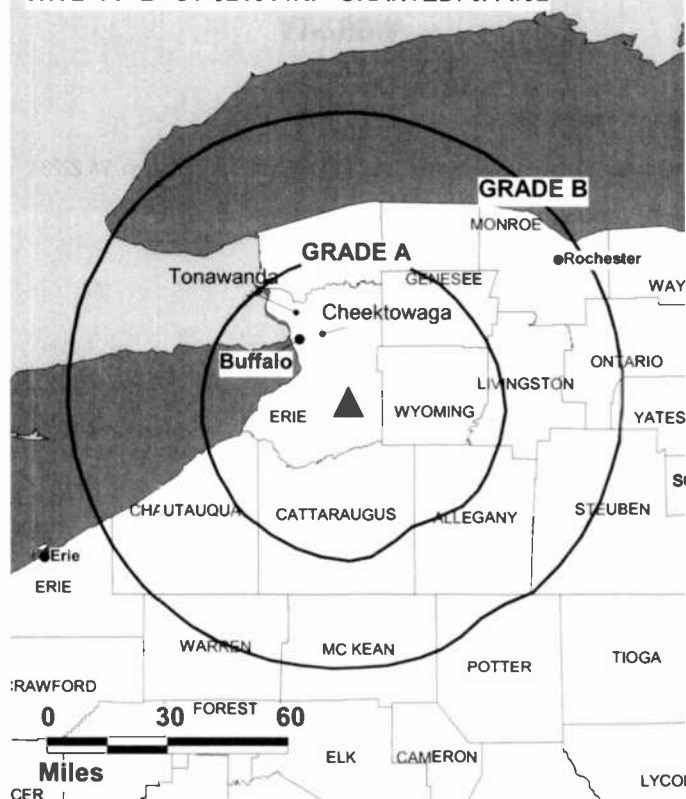 GRADE B
MONROE
GRADE A
Rochester
Tonawanda
GENESEE
WAY
Cheektowaga
Buffalo
ONTARIO
LIVINGSTON
ERIE
WYOMING
YATES
CHAUTAUQUA
CATTARAUGUS
ALLEGANY
STEUBEN
Erie
ERIE
WARREN
MC KEAN
POTTER
TIOGA
CRAWFORD
FOREST
0 30 60
Miles
ELK
CAMERON
LYCO
CER